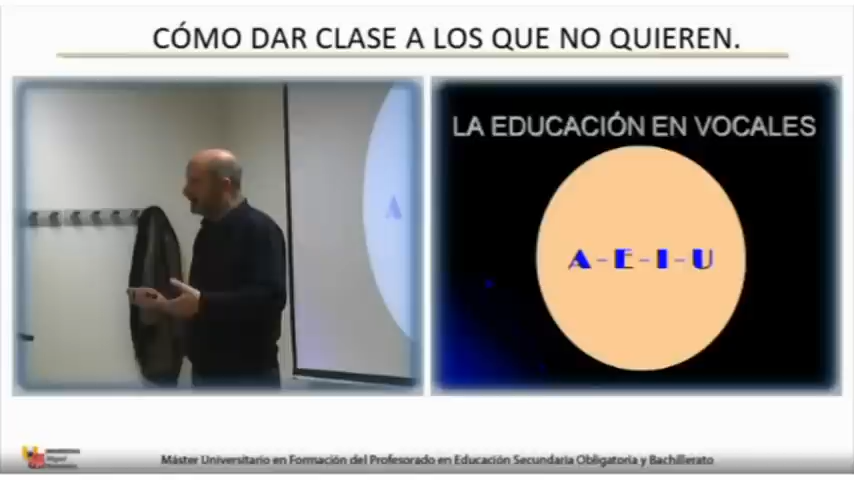 CÓMO DAR CLASE A LOS QUE NO QUIEREN.
A
LA EDUCACIÓN EN VOCALES
A-E-I-U
Máster Universitario en Formación del Profesorado en Educación Secundaria Obligatoria y Bachillerato